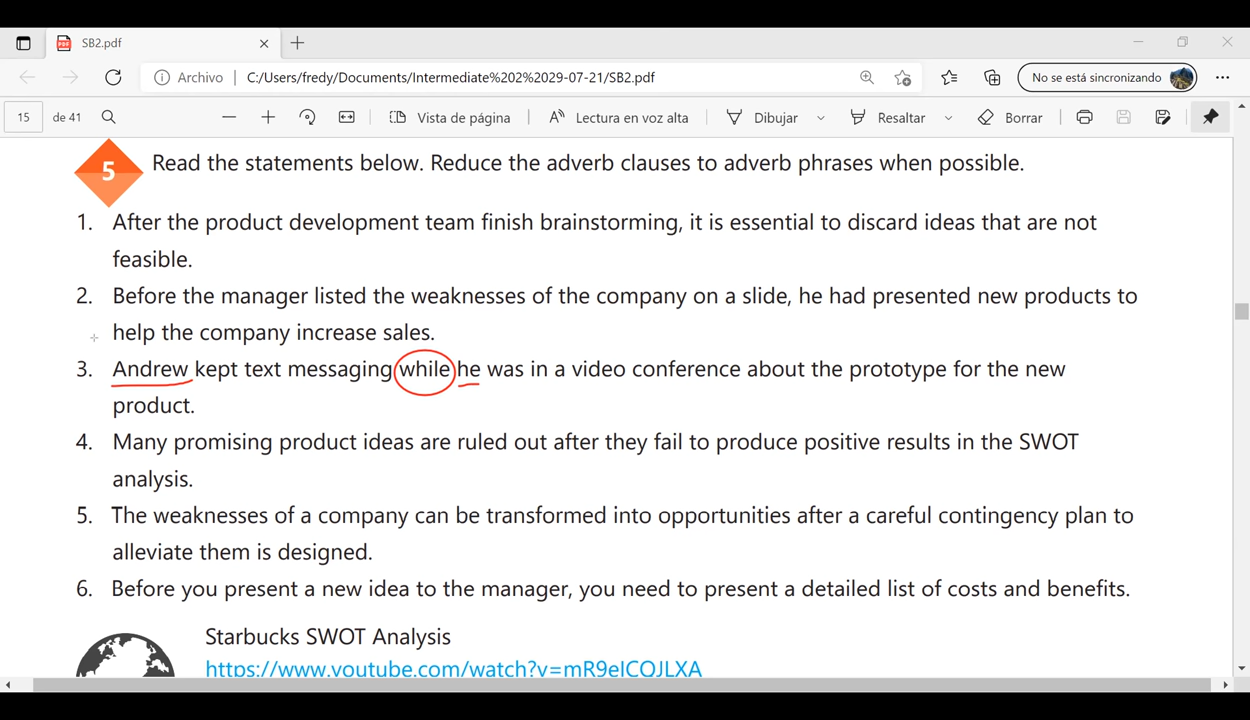 SB2.pdf
Archivo | C:/Users/fredy/Documents/Intermediate%202%2029-07-21/SB2.pdf
No se está sincronizando
15 de 41
Vista de página
Lectura en voz alta
Dibujar
Resaltar
Borrar
5 Read the statements below. Reduce the adverb clauses to adverb phrases when possible.
1. After the product development team finish brainstorming, it is essential to discard ideas that are not
feasible.
2. Before the manager listed the weaknesses of the company on a slide, he had presented new products to
help the company increase sales.
3. Andrew kept text messaging while he was in a video conference about the prototype for the new
product.
4. Many promising product ideas are ruled out after they fail to produce positive results in the SWOT
analysis.
5. The weaknesses of a company can be transformed into opportunities after a careful contingency plan to
alleviate them is designed.
6. Before you present a new idea to the manager, you need to present a detailed list of costs and benefits.
Starbucks SWOT Analysis
https://www.youtube.com/watch?v=mR9eICOJLXA